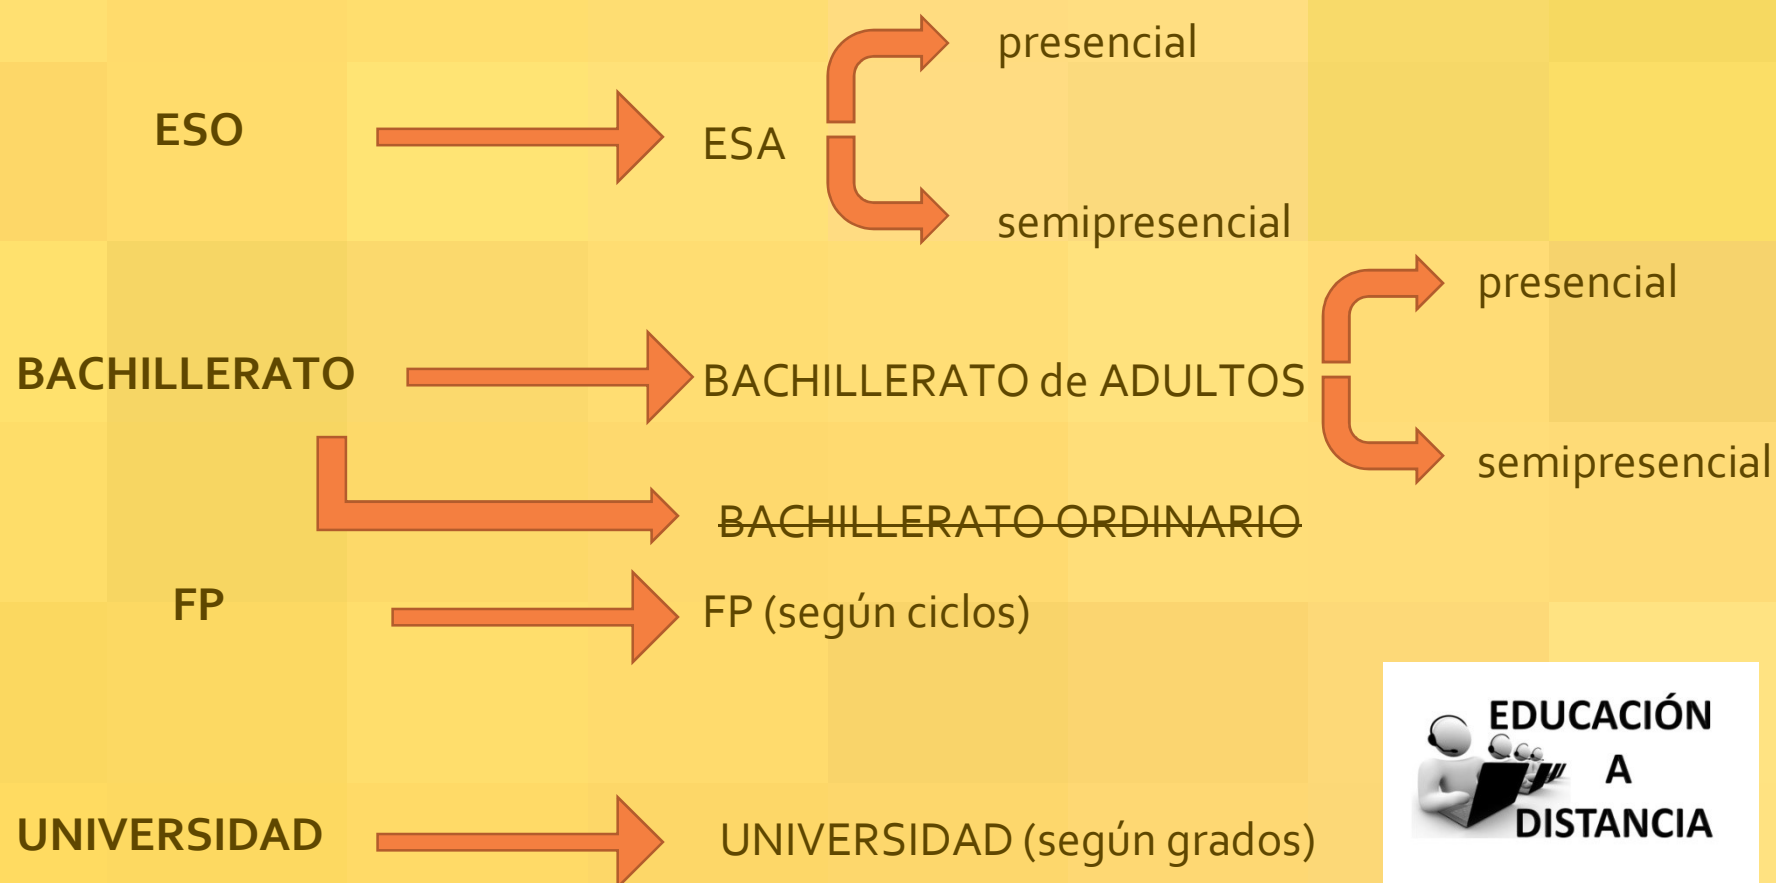 presencial
ESO
ESA
semipresencial
presencial
BACHILLERATO
BACHILLERATO de ADULTOS
semipresencial
BACHILLERATO ORDINARIO
FP
FP (según ciclos)
EDUCACIÓN
A
DISTANCIA
UNIVERSIDAD
UNIVERSIDAD (según grados)